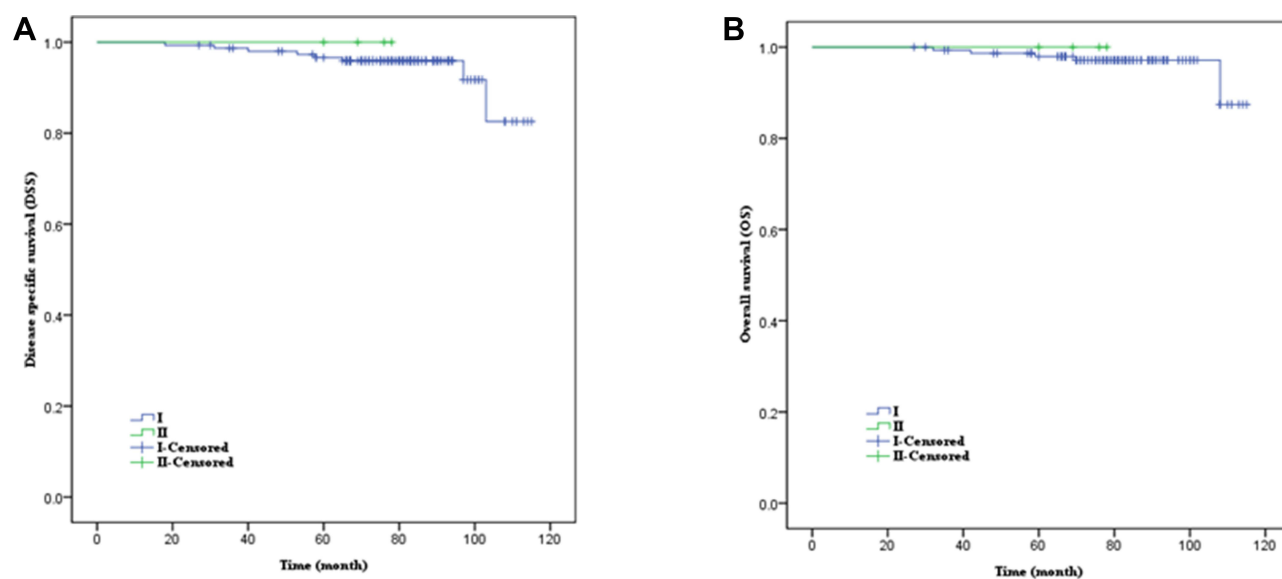 A
1.0
0.8
0.6
0.4
0.2
0.0
Disease specific survival (DSS)
I
II
I-Censored
II-Censored
0 20 40 60 80 100 120
Time (month)
B
1.0
0.8
0.6
0.4
0.2
0.0
Overall survival (OS)
I
II
I-Censored
II-Censored
0 20 40 60 80 100 120
Time (month)